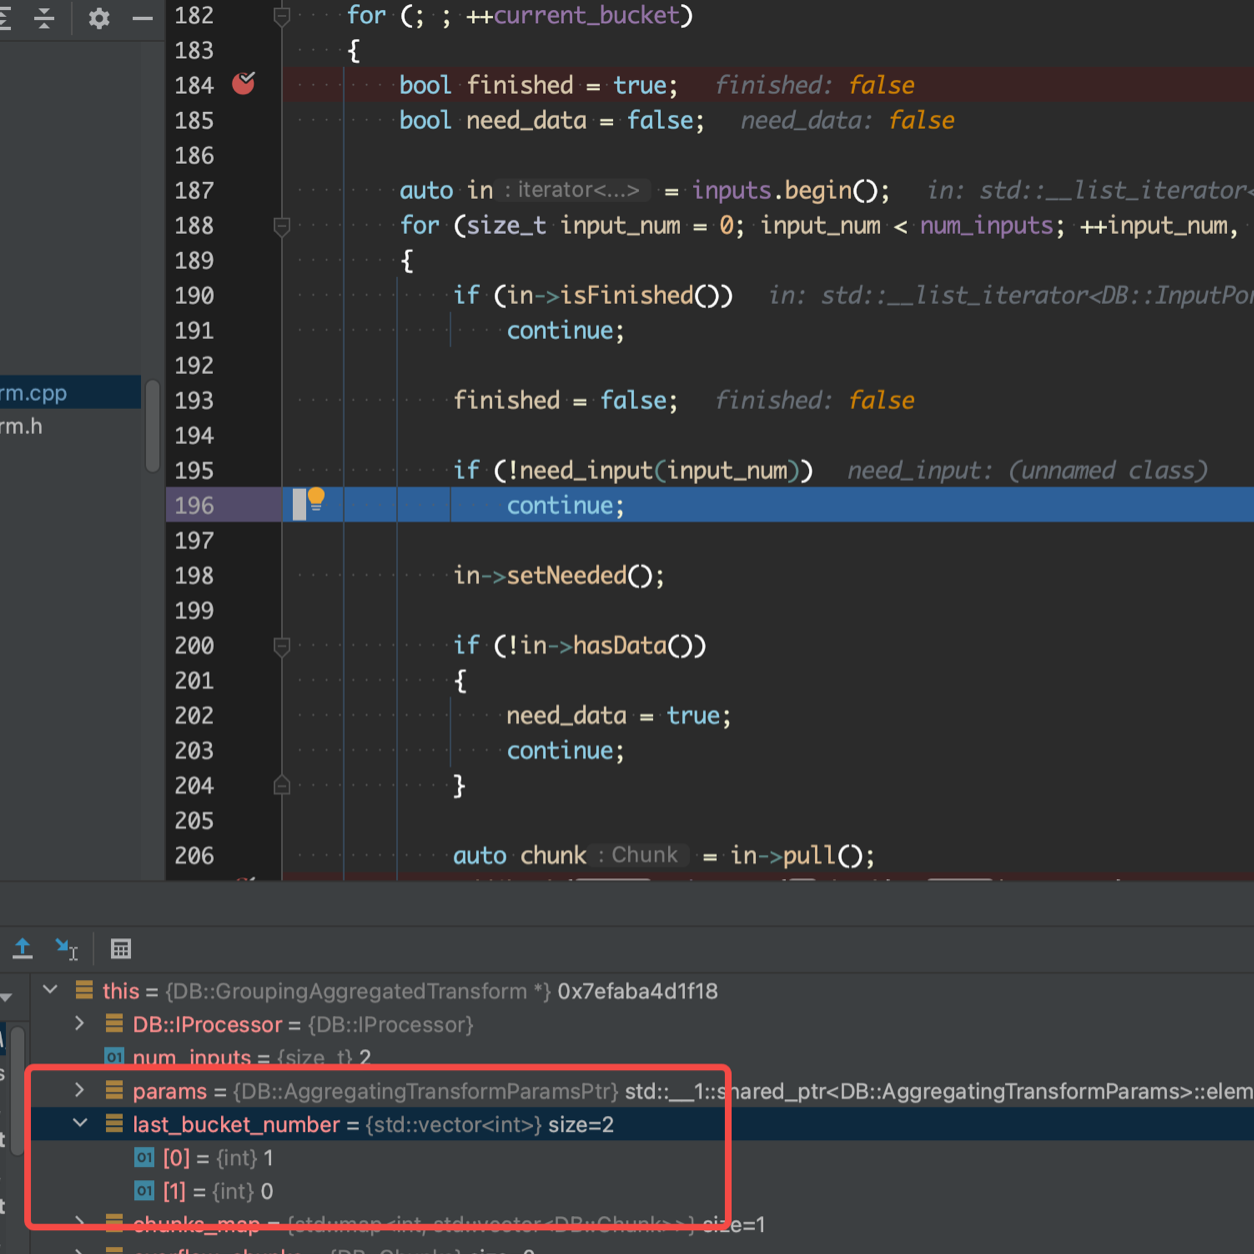 182 for (; ; ++current_bucket)
183 {
184 bool finished = true; finished: false
185 bool need_data = false; need_data: false
186
187 auto in : iterator<...> = inputs.begin(); in: std::__list_iterator<
188 for (size_t input_num = 0; input_num < num_inputs; ++input_num,
189 {
190 if (in->isFinished()) in: std::__list_iterator<DB::InputPor
191 continue;
192
rm.cpp
193 finished = false; finished: false
rm.h
194
195 if (!need_input(input_num)) need_input: (unnamed class)
196 continue;
197
198 in->setNeeded();
199
200 if (!in->hasData())
201 {
202 need_data = true;
203 continue;
204 }
205
206 auto chunk : Chunk = in->pull();
this = {DB::GroupingAggregatedTransform *} 0x7efaba4d1f18
DB::IProcessor = {DB::IProcessor}
01 num_inputs = {size_t} 2
params = {DB::AggregatingTransformParamsPtr} std::__1::shared_ptr<DB::AggregatingTransformParams>::elem
last_bucket_number = {std::vector<int>} size=2
01 [0] = {int} 1
01 [1] = {int} 0
chunks_map = {std::map<int, std::vector<DB::Chunk>>} size=1